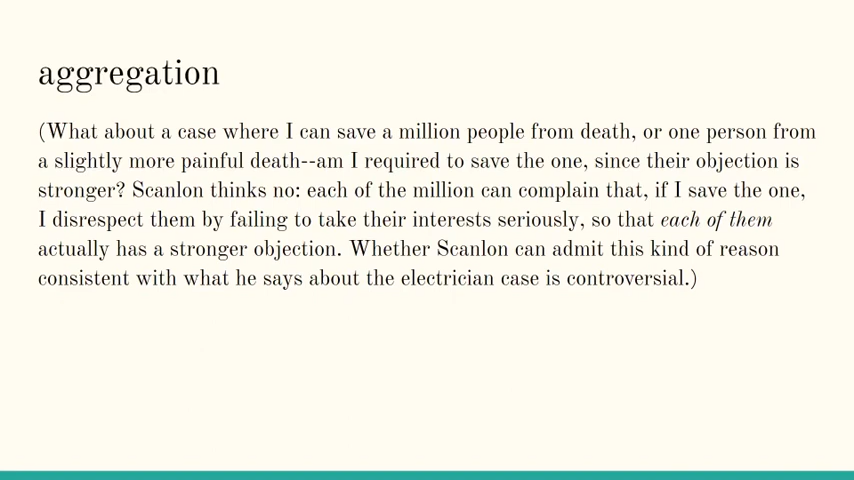 aggregation
(What about a case where I can save a million people from death, or one person from
a slightly more painful death--am I required to save the one, since their objection is
stronger? Scanlon thinks no: each of the million can complain that, if I save the one,
I disrespect them by failing to take their interests seriously, so that each of them
actually has a stronger objection. Whether Scanlon can admit this kind of reason
consistent with what he says about the electrician case is controversial.)